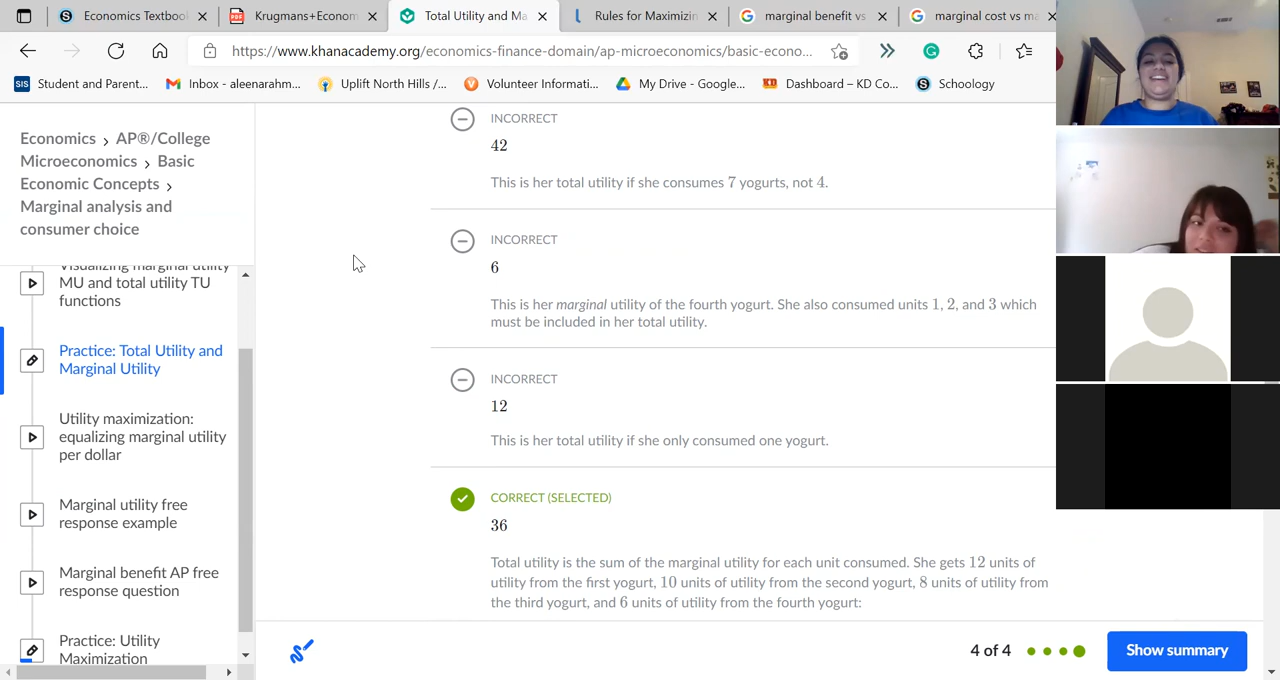 Economics Textboo
Krugmans+Econom
Total Utility and Ma
Rules for Maximizin
marginal benefit vs
marginal cost vs m
https://www.khanacademy.org/economics-finance-domain/ap-microeconomics/basic-econo...
SIS Student and Parent...
Inbox - aleenarahm...
Uplift North Hills /...
Volunteer Informati...
My Drive - Google...
KD Dashboard – KD Co...
S Schoology
Economics > AP®/College
Microeconomics > Basic
Economic Concepts >
Marginal analysis and
consumer choice
Visualizing marginal utility
MU and total utility TU
functions
Practice: Total Utility and
Marginal Utility
Utility maximization:
equalizing marginal utility
per dollar
Marginal utility free
response example
Marginal benefit AP free
response question
Practice: Utility
Maximization
INCORRECT
42
This is her total utility if she consumes 7 yogurts, not 4.
INCORRECT
6
This is her marginal utility of the fourth yogurt. She also consumed units 1, 2, and 3 which
must be included in her total utility.
INCORRECT
12
This is her total utility if she only consumed one yogurt.
CORRECT (SELECTED)
36
Total utility is the sum of the marginal utility for each unit consumed. She gets 12 units of
utility from the first yogurt, 10 units of utility from the second yogurt, 8 units of utility from
the third yogurt, and 6 units of utility from the fourth yogurt:
4 of 4
Show summary